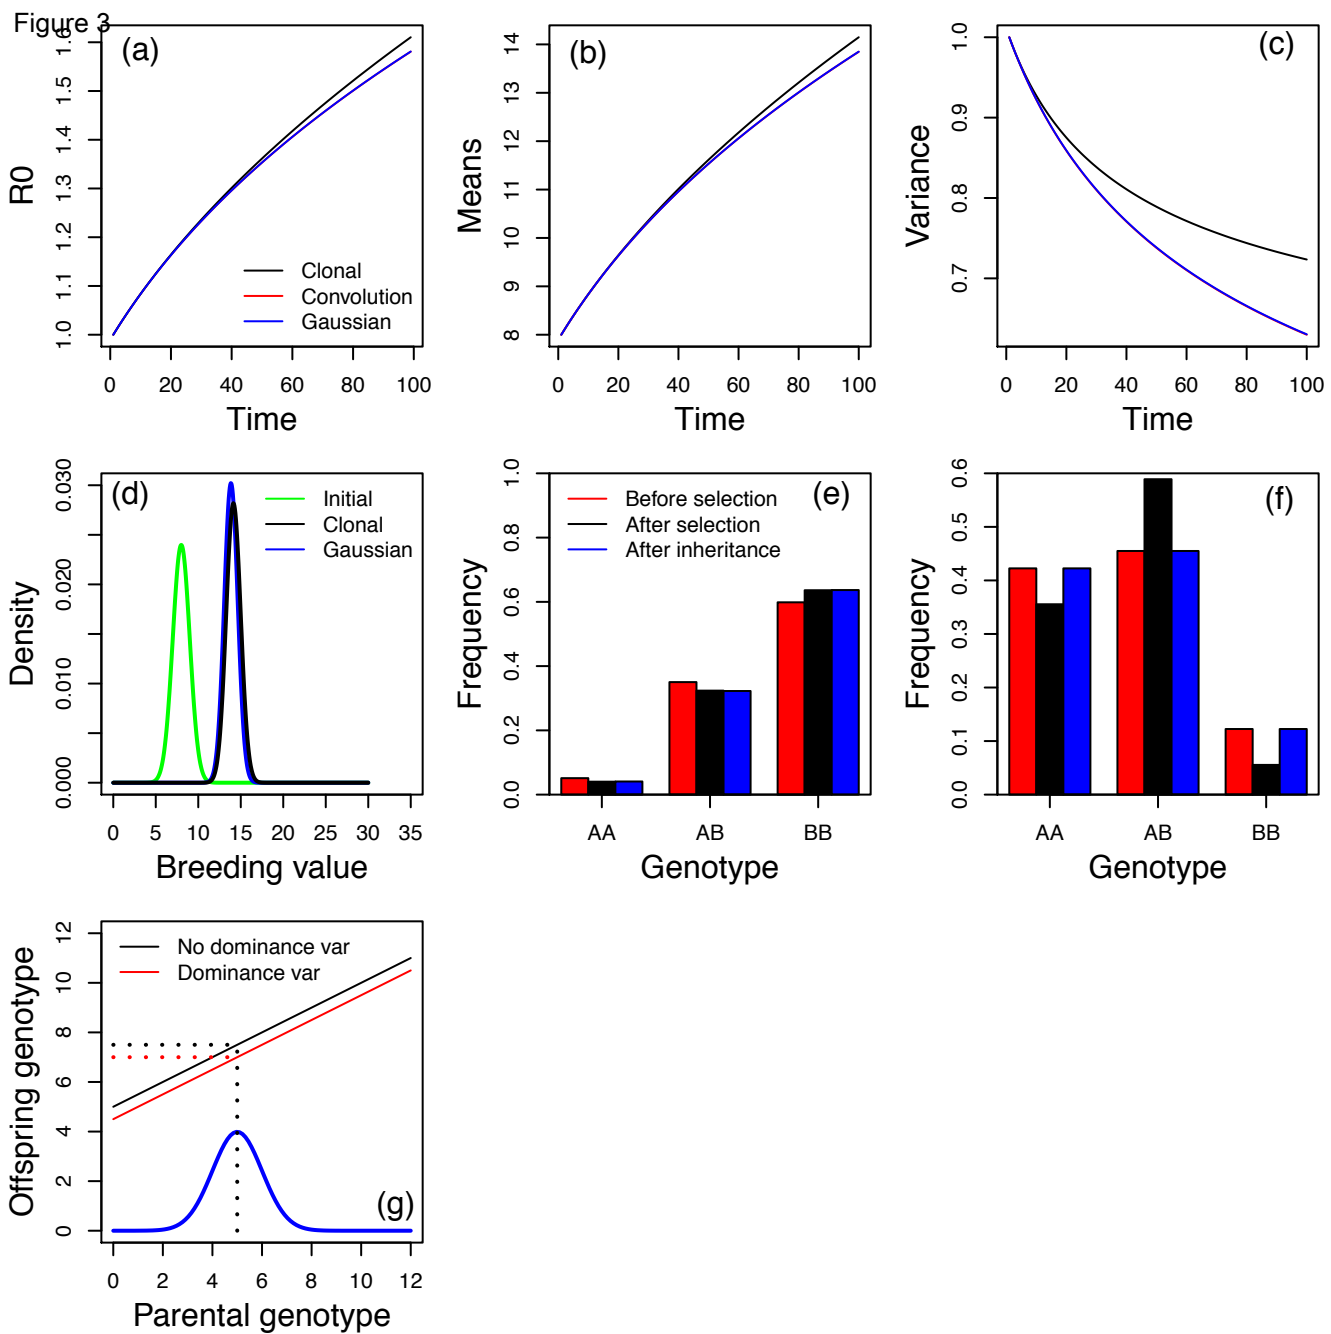 Figure 3
(a)
R0
1.0 1.1 1.2 1.3 1.4 1.5 1.6
Clonal
Convolution
Gaussian
0 20 40 60 80 100
Time
(b)
Means
8 9 10 11 12 13 14
0 20 40 60 80 100
Time
(c)
Variance
0.7 0.8 0.9 1.0
0 20 40 60 80 100
Time
(d)
Density
0.000 0.010 0.020 0.030
Initial
Clonal
Gaussian
0 5 10 15 20 25 30 35
Breeding value
(e)
Frequency
0.0 0.2 0.4 0.6 0.8 1.0
Before selection
After selection
After inheritance
AA AB BB
Genotype
(f)
Frequency
0.0 0.1 0.2 0.3 0.4 0.5 0.6
AA AB BB
Genotype
Offspring genotype
0 2 4 6 8 10 12
No dominance var
Dominance var
(g)
0 2 4 6 8 10 12
Parental genotype